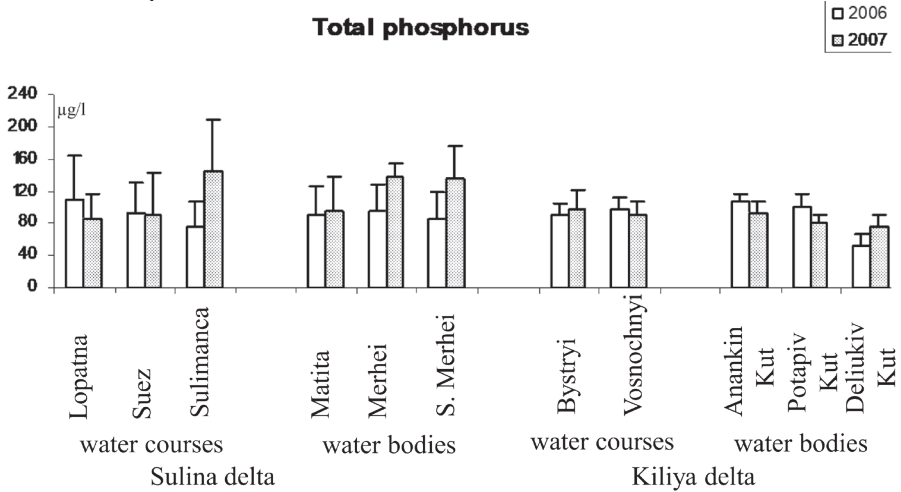 Total phosphorus
2006
2007
240
µg/l
200
160
120
80
40
0
Lopatna
Suez
Sulimanca
Matita
Merhei
S. Merhei
Bystryi
Vosnochnyi
Anankin
Kut
Potapiv
Kut
Deliukiv
Kut
water courses
water bodies
water courses
water bodies
Sulina delta
Kiliya delta